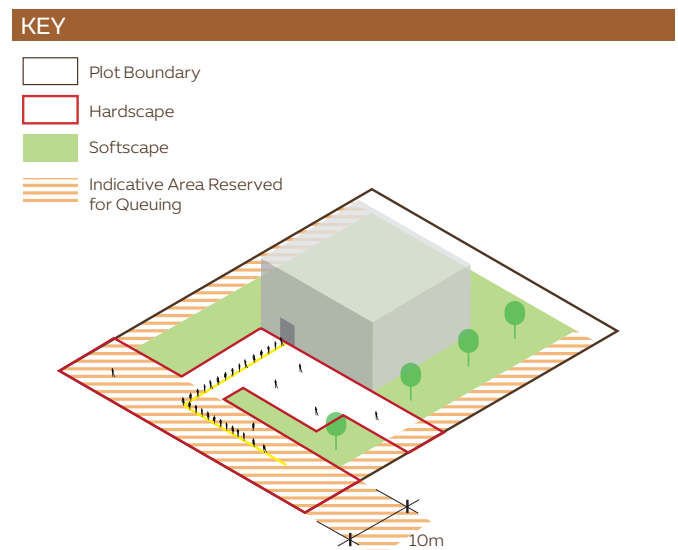 KEY
Plot Boundary
Hardscape
Softscape
Indicative Area Reserved
for Queuing
10m